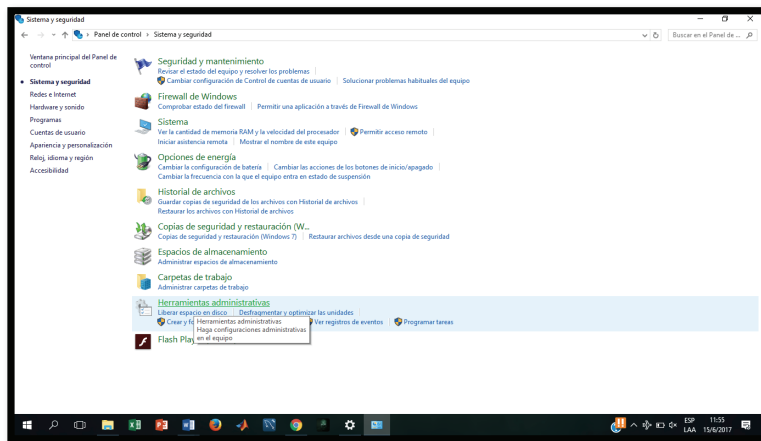 Sistema y seguridad
Panel de control > Sistema y seguridad
Buscar en el Panel de ...
Ventana principal del Panel de
control
Sistema y seguridad
Redes e Internet
Hardware y sonido
Programas
Cuentas de usuario
Apariencia y personalización
Reloj, idioma y región
Accesibilidad
Seguridad y mantenimiento
Revisar el estado del equipo y resolver los problemas
Cambiar configuración de Control de cuentas de usuario Solucionar problemas habituales del equipo
Firewall de Windows
Comprobar estado del firewall Permitir una aplicación a través de Firewall de Windows
Sistema
Ver la cantidad de memoria RAM y la velocidad del procesador Permitir acceso remoto
Iniciar asistencia remota Mostrar el nombre de este equipo
Opciones de energía
Cambiar la configuración de batería Cambiar las acciones de los botones de inicio/apagado
Cambiar la frecuencia con la que el equipo entra en estado de suspensión
Historial de archivos
Guardar copias de seguridad de los archivos con Historial de archivos
Restaurar los archivos con Historial de archivos
Copias de seguridad y restauración (W...
Copias de seguridad y restauración (Windows 7) Restaurar archivos desde una copia de seguridad
Espacios de almacenamiento
Administrar espacios de almacenamiento
Carpetas de trabajo
Administrar carpetas de trabajo
Herramientas administrativas
Liberar espacio en disco Desfragmentar y optimizar las unidades
Crear y fo Ver registros de eventos Programar tareas
Herramientas administrativas
Haga configuraciones administrativas
en el equipo
Flash Play
ESP 11:55
LAA 15/6/2017